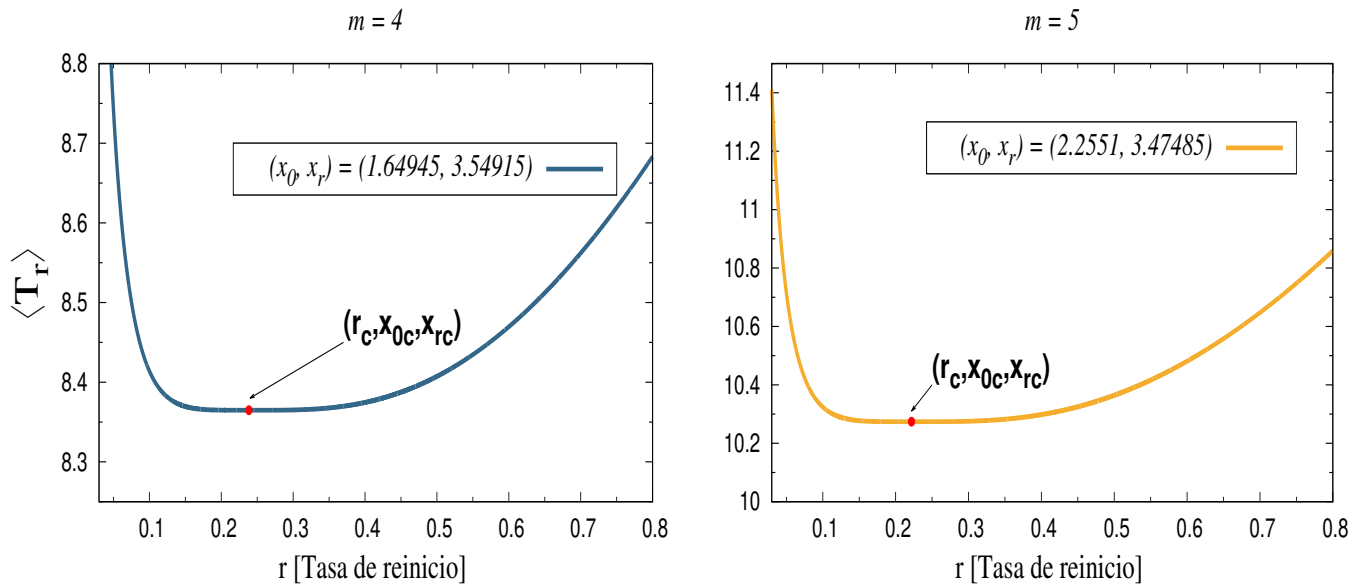 m = 4
8.8
8.7
8.6
8.5
8.4
8.3
(x0, xr) = (1.64945, 3.54915)
(rc,x0c,xrc)
⟨Tr⟩
0.1 0.2 0.3 0.4 0.5 0.6 0.7 0.8
r [Tasa de reinicio]
m = 5
11.4
11.2
11
10.8
10.6
10.4
10.2
10
(x0, xr) = (2.2551, 3.47485)
(rc,x0c,xrc)
0.1 0.2 0.3 0.4 0.5 0.6 0.7 0.8
r [Tasa de reinicio]